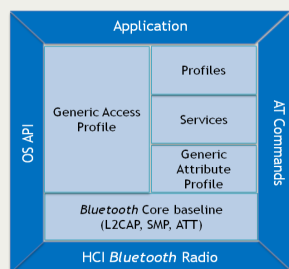 Application
OS API
Generic Access
Profile
Profiles
Services
Generic
Attribute
Profile
AT Commands
Bluetooth Core baseline
(L2CAP, SMP, ATT)
HCI Bluetooth Radio